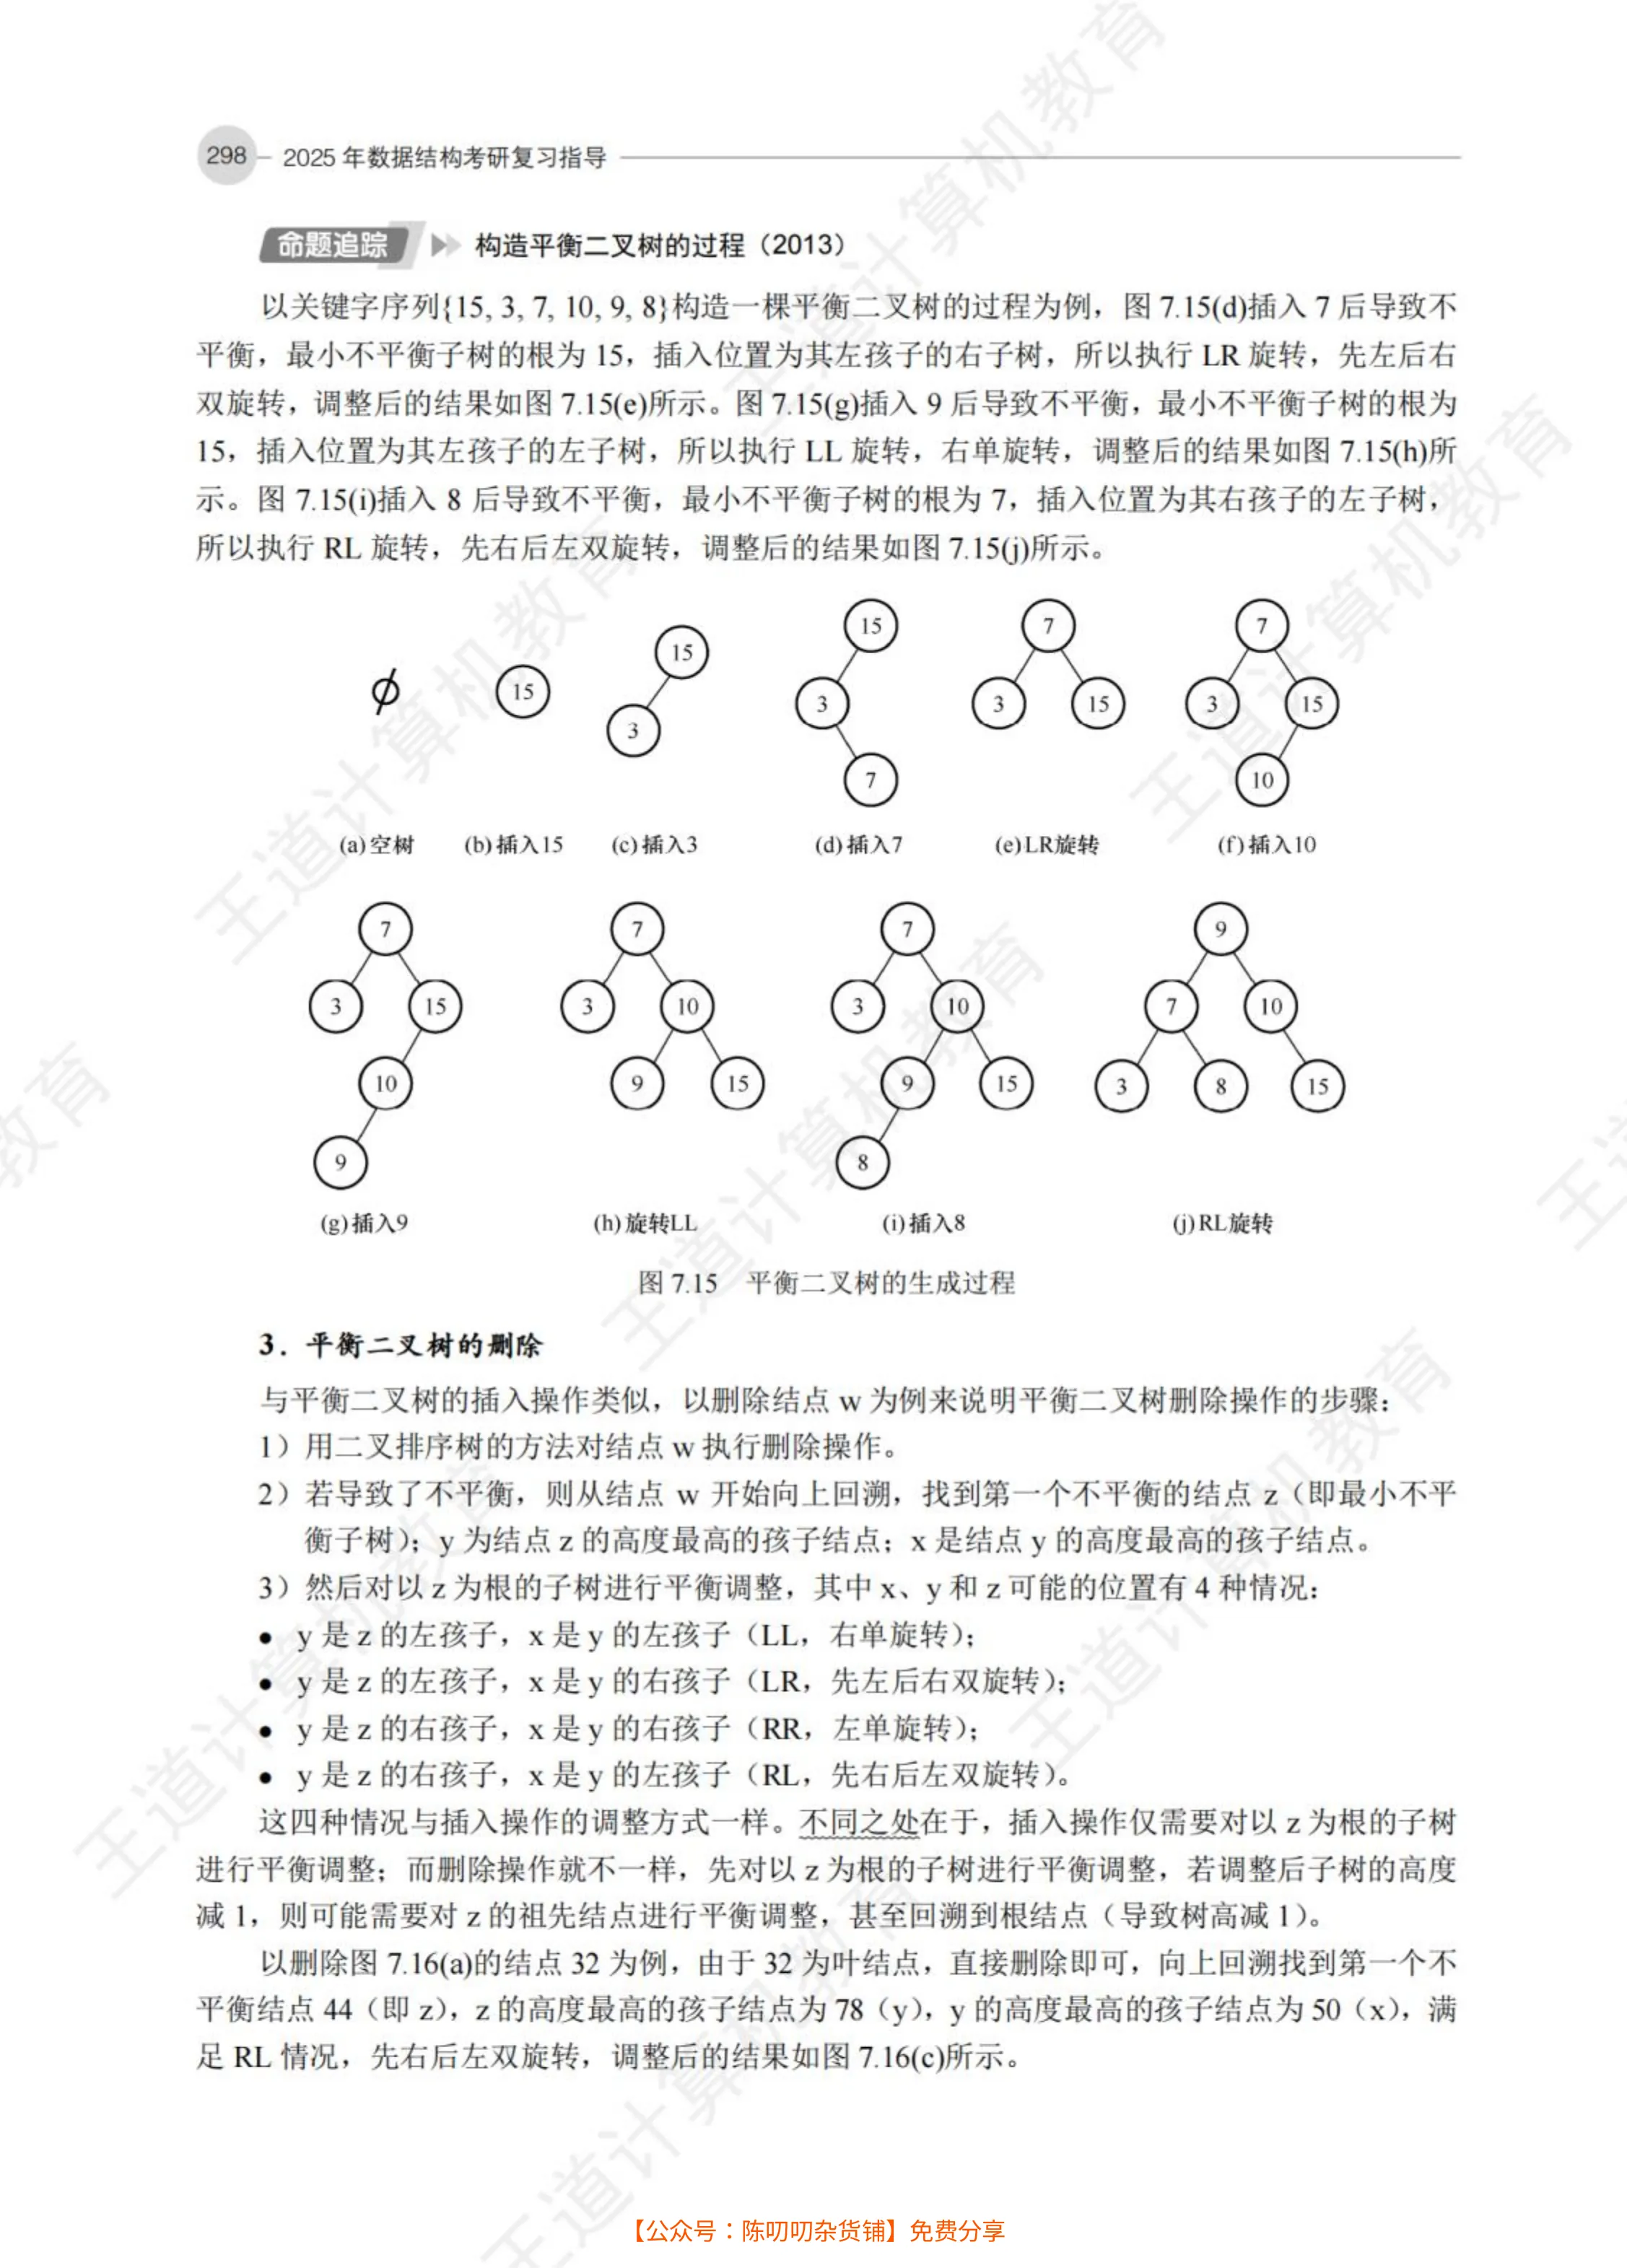 298
2025 年数据结构考研复习指导
命题追踪 构造平衡二叉树的过程（2013）
以关键字序列{15, 3, 7, 10, 9, 8}构造一棵平衡二叉树的过程为例，图 7.15(d)插入 7 后导致不
平衡，最小不平衡子树的根为 15，插入位置为其左孩子的右子树，所以执行 LR 旋转，先左后右
双旋转，调整后的结果如图 7.15(e)所示。图 7.15(g)插入 9 后导致不平衡，最小不平衡子树的根为
15，插入位置为其左孩子的左子树，所以执行 LL 旋转，右单旋转，调整后的结果如图 7.15(h)所
示。图 7.15(i)插入 8 后导致不平衡，最小不平衡子树的根为 7，插入位置为其右孩子的左子树，
所以执行 RL 旋转，先右后左双旋转，调整后的结果如图 7.15(j)所示。
15 7 7
15
ϕ 15 3 3 15 3 15
3
7 10
(a)空树 (b)插入15 (c)插入3 (d)插入7 (e)LR旋转 (f)插入10
7 7 7 9
3 15 3 10 3 10 7 10
10 9 15 9 15 3 8 15
9 8
(g)插入9 (h)旋转LL (i)插入8 (j)RL旋转
图 7.15 平衡二叉树的生成过程
3．平衡二叉树的删除
与平衡二叉树的插入操作类似，以删除结点 w 为例来说明平衡二叉树删除操作的步骤：
1）用二叉排序树的方法对结点 w 执行删除操作。
2）若导致了不平衡，则从结点 w 开始向上回溯，找到第一个不平衡的结点 z（即最小不平
衡子树）；y 为结点 z 的高度最高的孩子结点；x 是结点 y 的高度最高的孩子结点。
3）然后对以 z 为根的子树进行平衡调整，其中 x、y 和 z 可能的位置有 4 种情况：
● y 是 z 的左孩子，x 是 y 的左孩子（LL，右单旋转）；
● y 是 z 的左孩子，x 是 y 的右孩子（LR，先左后右双旋转）；
● y 是 z 的右孩子，x 是 y 的右孩子（RR，左单旋转）；
● y 是 z 的右孩子，x 是 y 的左孩子（RL，先右后左双旋转）。
这四种情况与插入操作的调整方式一样。不同之处在于，插入操作仅需要对以 z 为根的子树
进行平衡调整；而删除操作就不一样，先对以 z 为根的子树进行平衡调整，若调整后子树的高度
减 1，则可能需要对 z 的祖先结点进行平衡调整，甚至回溯到根结点（导致树高减 1）。
以删除图 7.16(a)的结点 32 为例，由于 32 为叶结点，直接删除即可，向上回溯找到第一个不
平衡结点 44（即 z），z 的高度最高的孩子结点为 78（y），y 的高度最高的孩子结点为 50（x），满
足 RL 情况，先右后左双旋转，调整后的结果如图 7.16(c)所示。
王道计算机教育
【公众号：陈叨叨杂货铺】免费分享